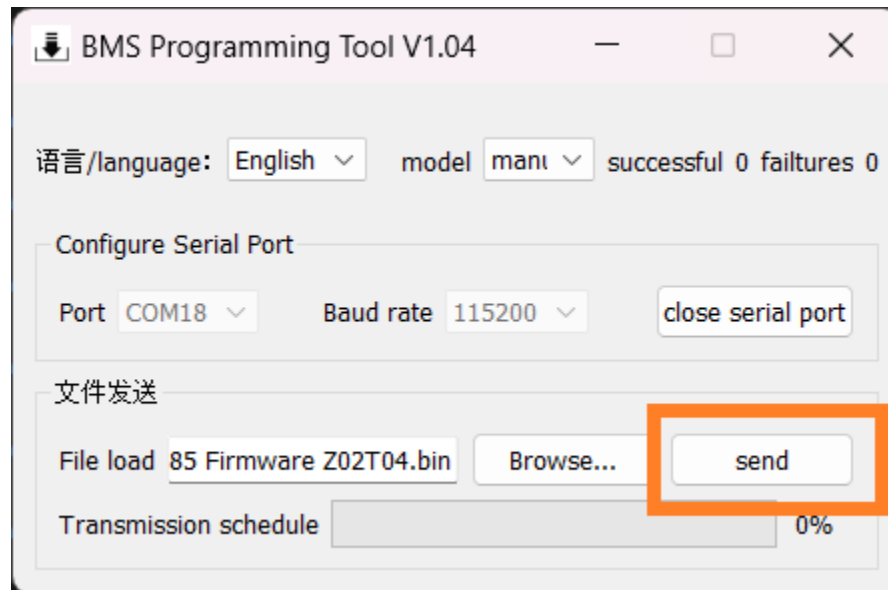 BMS Programming Tool V1.04
语言/language: English model manu successful 0 failtures 0
Configure Serial Port
Port COM18 Baud rate 115200 close serial port
文件发送
File load 85 Firmware Z02T04.bin Browse... send
Transmission schedule 0%